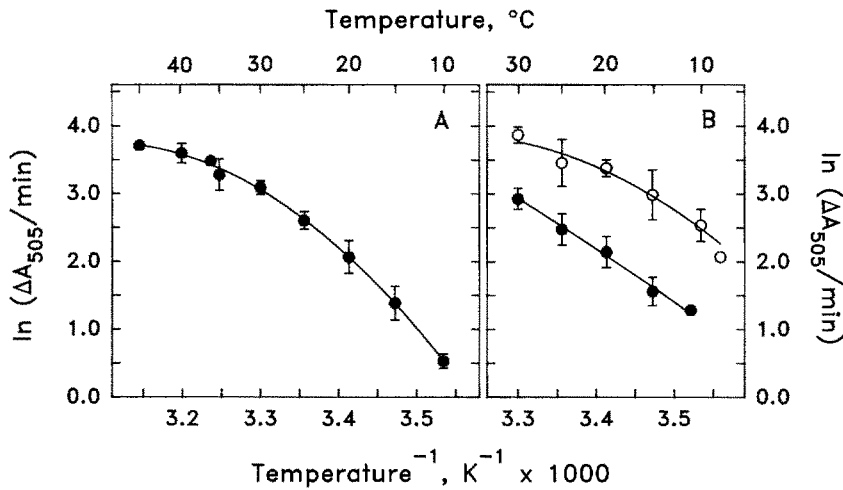 Temperature, °C
40 30 20 10 30 20 10
A B
4.0 3.0 2.0 1.0 0.0
ln (ΔA505/min)
4.0 3.0 2.0 1.0 0.0
ln (ΔA505/min)
3.2 3.3 3.4 3.5 3.3 3.4 3.5
Temperature⁻¹, K⁻¹ x 1000